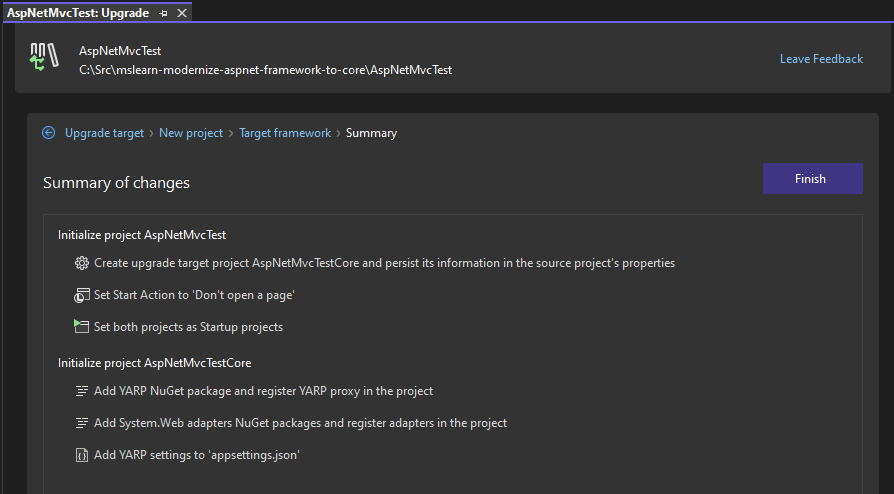 AspNetMvcTest: Upgrade
AspNetMvcTest
C:\Src\mslearn-modernize-aspnet-framework-to-core\AspNetMvcTest
Leave Feedback
Upgrade target > New project > Target framework > Summary
Summary of changes
Finish
Initialize project AspNetMvcTest
Create upgrade target project AspNetMvcTestCore and persist its information in the source project's properties
Set Start Action to 'Don't open a page'
Set both projects as Startup projects
Initialize project AspNetMvcTestCore
Add YARP NuGet package and register YARP proxy in the project
Add System.Web adapters NuGet packages and register adapters in the project
Add YARP settings to 'appsettings.json'